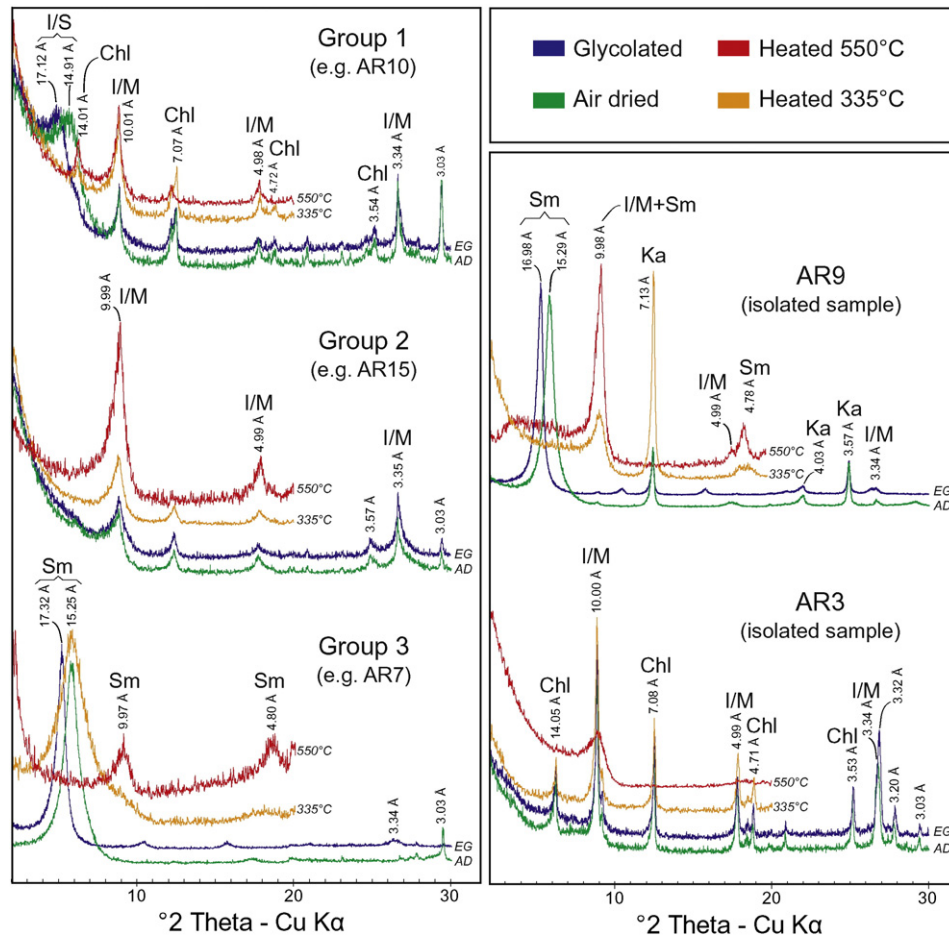 I/S
17.12 Å
14.91 Å
Chl
14.01 Å
I/M
10.01 Å
Chl
7.07 Å
Group 1
(e.g. AR10)
I/M
4.98 Å
Chl
4.72 Å
Chl
3.54 Å
I/M
3.34 Å
3.03 Å
550°C
335°C
EG
AD
9.99 Å
I/M
Group 2
(e.g. AR15)
I/M
4.99 Å
I/M
3.35 Å
3.57 Å
3.03 Å
550°C
335°C
EG
AD
Sm
17.32 Å
15.25 Å
Group 3
(e.g. AR7)
Sm
9.97 Å
Sm
4.80 Å
550°C
335°C
3.34 Å
3.03 Å
EG
AD
10
20
30
°2 Theta - Cu Kα
Glycolated
Heated 550°C
Air dried
Heated 335°C
Sm
16.98 Å
15.29 Å
I/M+Sm
9.98 Å
Ka
7.13 Å
AR9
(isolated sample)
I/M
4.99 Å
Sm
4.78 Å
Ka
4.03 Å
Ka
3.57 Å
I/M
3.34 Å
550°C
335°C
EG
AD
I/M
10.00 Å
AR3
(isolated sample)
Chl
14.05 Å
Chl
7.08 Å
I/M
4.99 Å
Chl
4.71 Å
Chl
3.53 Å
I/M
3.34 Å
3.32 Å
3.20 Å
3.03 Å
550°C
335°C
EG
AD
10
20
30
°2 Theta - Cu Kα